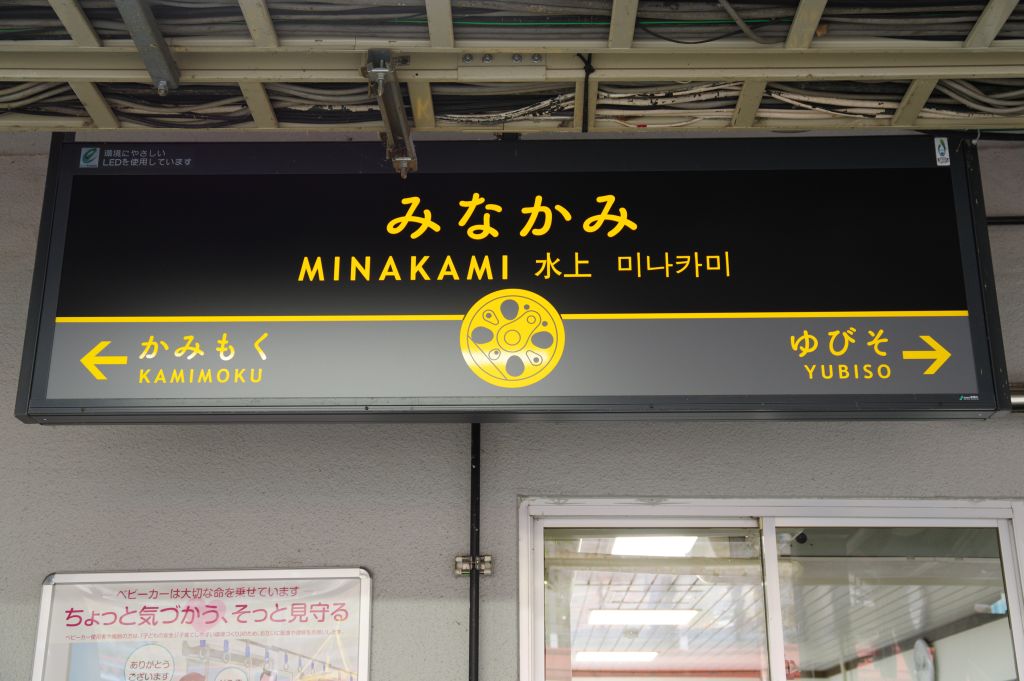 環境にやさしい
LEDを使用しています
みなかみ
MINAKAMI 水上 미나카미
かみもく
KAMIMOKU
ゆびそ
YUBISO
ベビーカーは大切な命を乗せています
ちょっと気づかう、そっと見守る
ありがとう
ございます